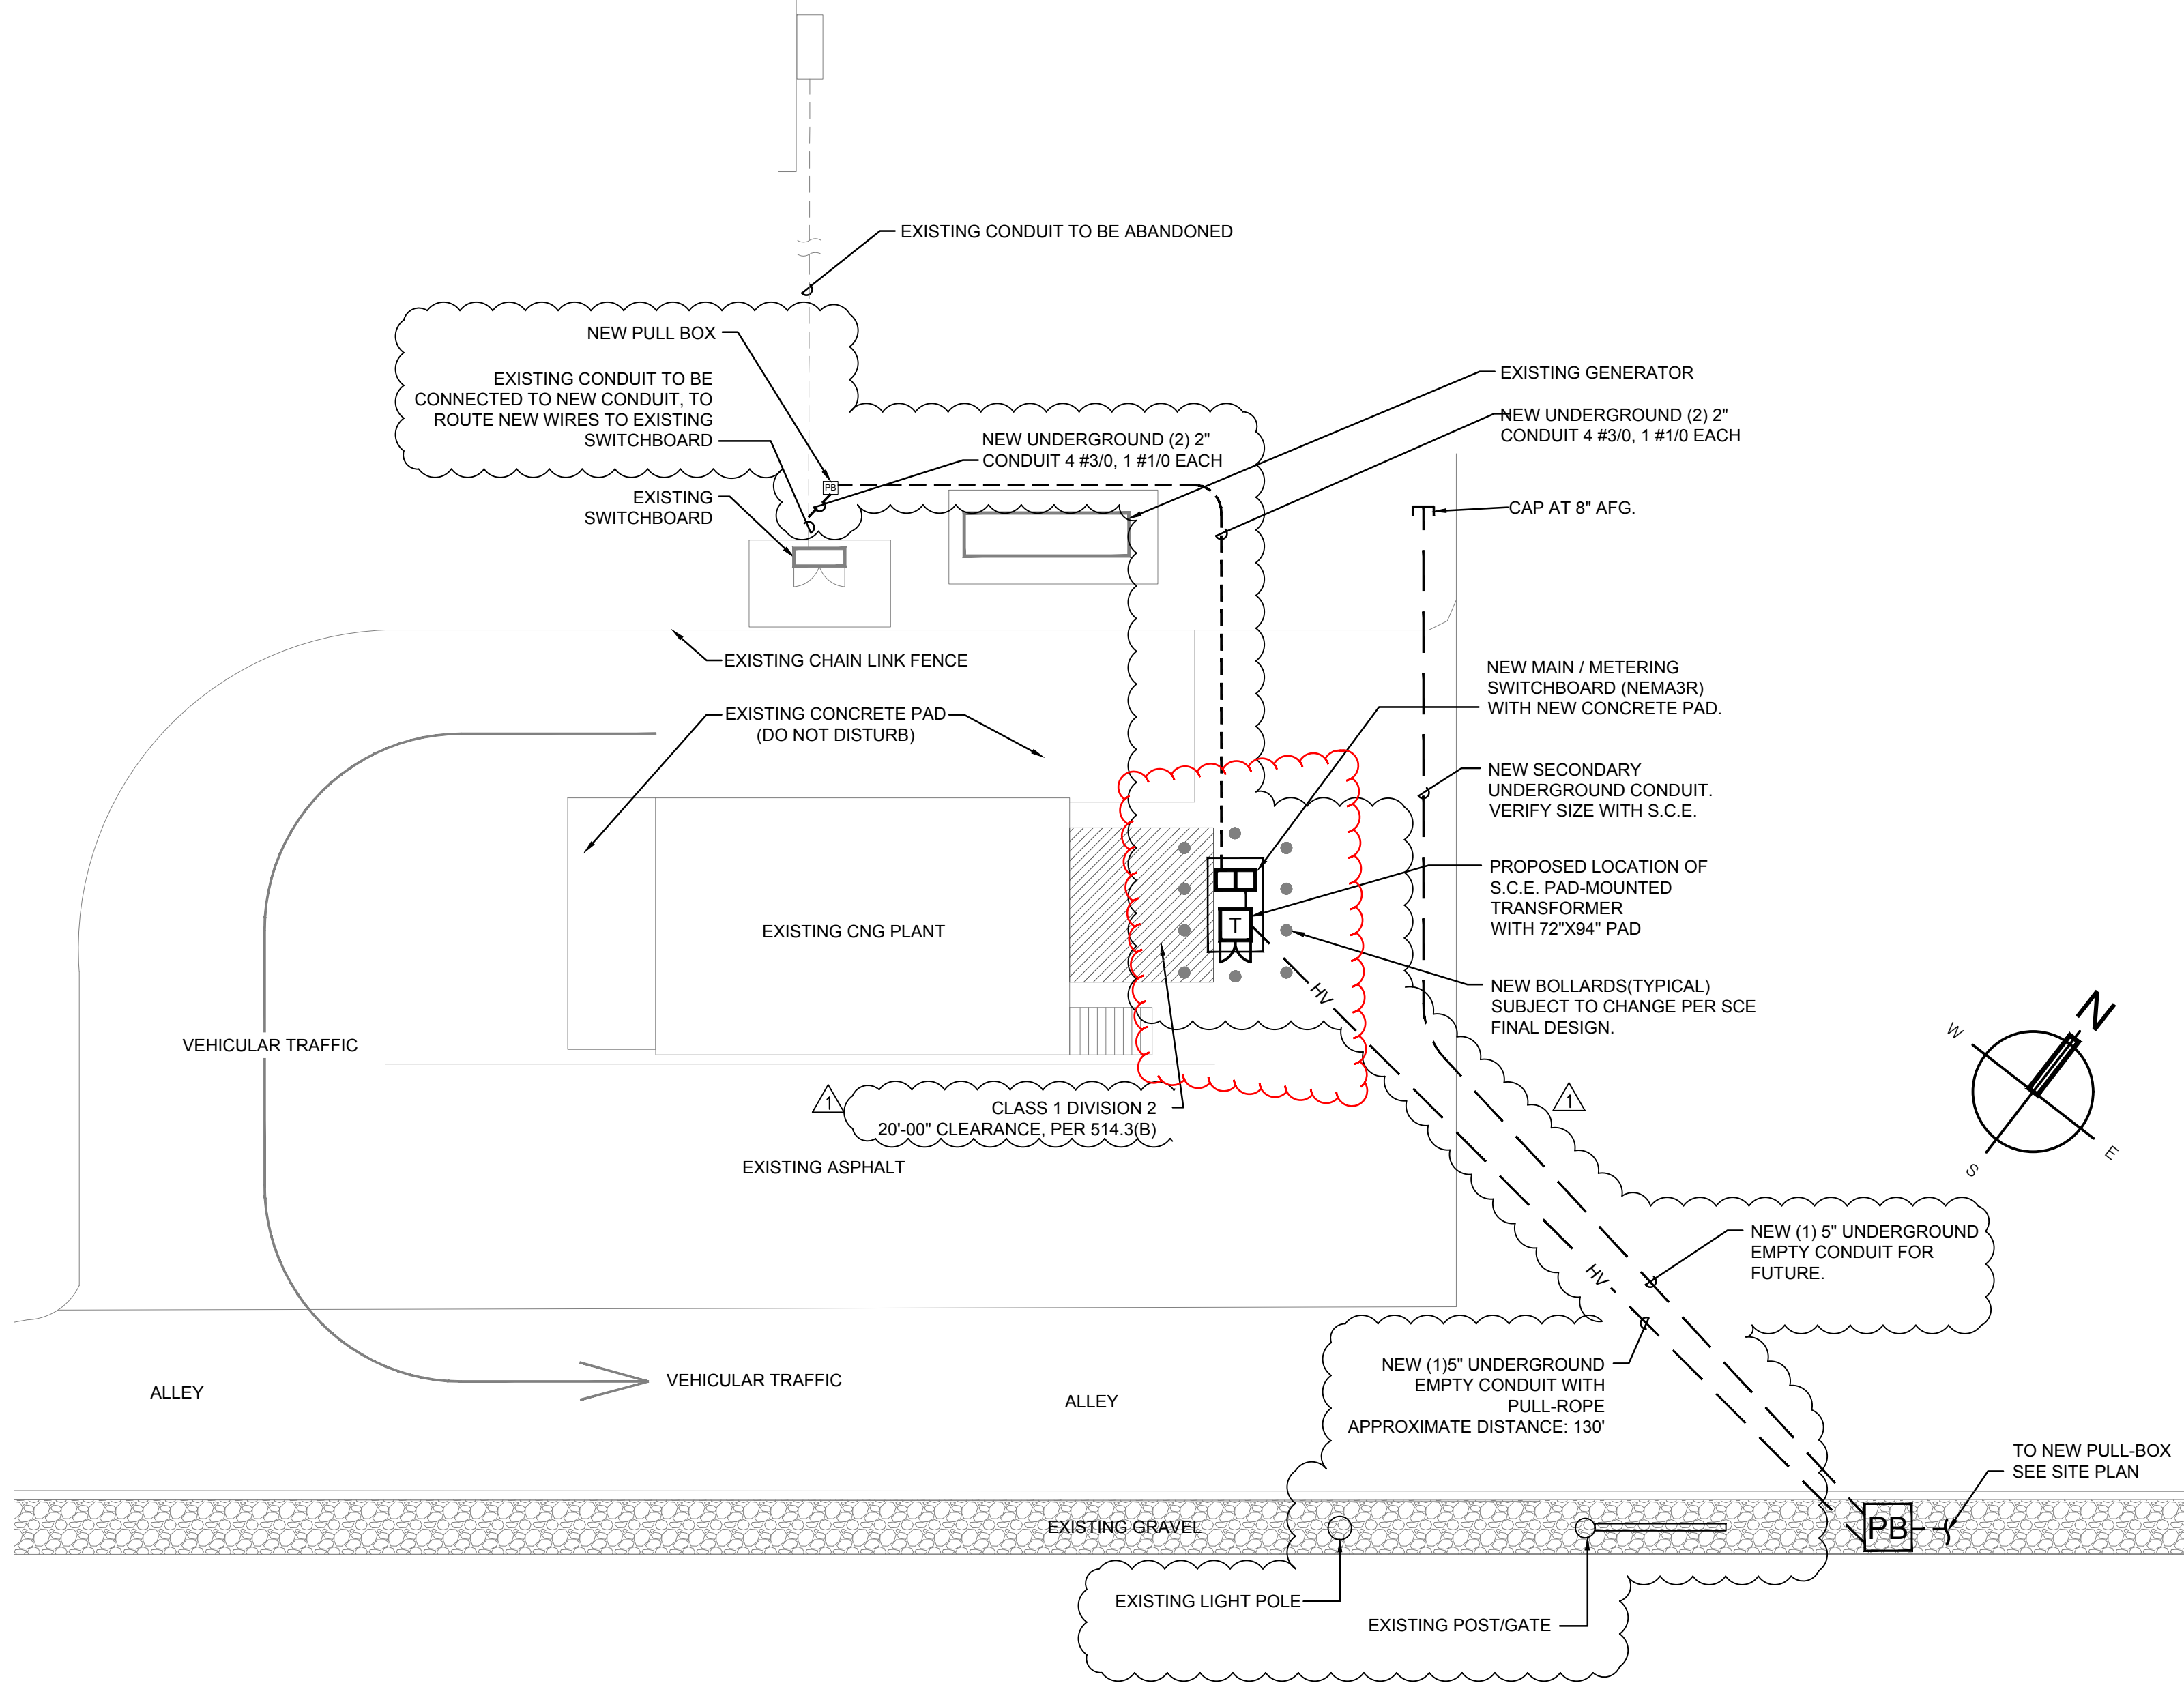 EXISTING CONDUIT TO BE ABANDONED
NEW PULL BOX
EXISTING CONDUIT TO BE
CONNECTED TO NEW CONDUIT, TO
ROUTE NEW WIRES TO EXISTING
SWITCHBOARD
EXISTING GENERATOR
NEW UNDERGROUND (2) 2"
CONDUIT 4 #3/0, 1 #1/0 EACH
NEW UNDERGROUND (2) 2"
CONDUIT 4 #3/0, 1 #1/0 EACH
PB
EXISTING
SWITCHBOARD
CAP AT 8" AFG.
EXISTING CHAIN LINK FENCE
EXISTING CONCRETE PAD
(DO NOT DISTURB)
NEW MAIN / METERING
SWITCHBOARD (NEMA3R)
WITH NEW CONCRETE PAD.
NEW SECONDARY
UNDERGROUND CONDUIT.
VERIFY SIZE WITH S.C.E.
PROPOSED LOCATION OF
S.C.E. PAD-MOUNTED
TRANSFORMER
WITH 72"X94" PAD
T
EXISTING CNG PLANT
HV
NEW BOLLARDS(TYPICAL)
SUBJECT TO CHANGE PER SCE
FINAL DESIGN.
N
W
E
S
VEHICULAR TRAFFIC
1
CLASS 1 DIVISION 2
20'-00" CLEARANCE, PER 514.3(B)
1
EXISTING ASPHALT
NEW (1) 5" UNDERGROUND
EMPTY CONDUIT FOR
FUTURE.
HV
NEW (1)5" UNDERGROUND
EMPTY CONDUIT WITH
PULL-ROPE
APPROXIMATE DISTANCE: 130'
VEHICULAR TRAFFIC
ALLEY
ALLEY
TO NEW PULL-BOX
SEE SITE PLAN
EXISTING GRAVEL
PB
EXISTING LIGHT POLE
EXISTING POST/GATE